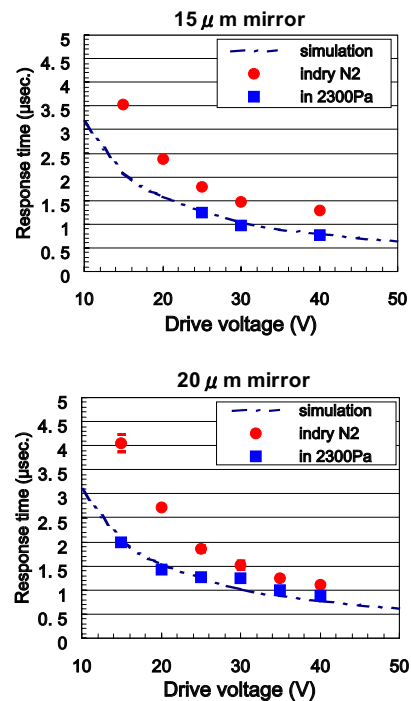 15 μ m mirror
5
4.5
4
3.5
3
2.5
2
1.5
1
0.5
0
Response time (μsec.)
simulation
indry N2
in 2300Pa
10 20 30 40 50
Drive voltage (V)
20 μ m mirror
5
4.5
4
3.5
3
2.5
2
1.5
1
0.5
0
Response time (μsec.)
simulation
indry N2
in 2300Pa
10 20 30 40 50
Drive voltage (V)